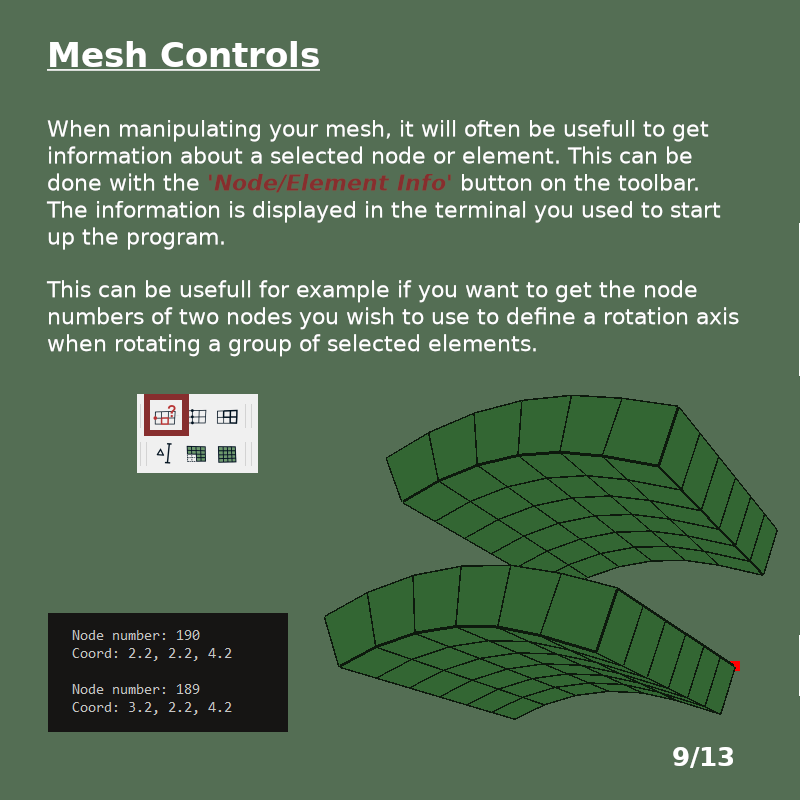 Mesh Controls
When manipulating your mesh, it will often be usefull to get
information about a selected node or element. This can be
done with the 'Node/Element Info' button on the toolbar.
The information is displayed in the terminal you used to start
up the program.
This can be usefull for example if you want to get the node
numbers of two nodes you wish to use to define a rotation axis
when rotating a group of selected elements.
?
Node number: 190
Coord: 2.2, 2.2, 4.2
Node number: 189
Coord: 3.2, 2.2, 4.2
9/13